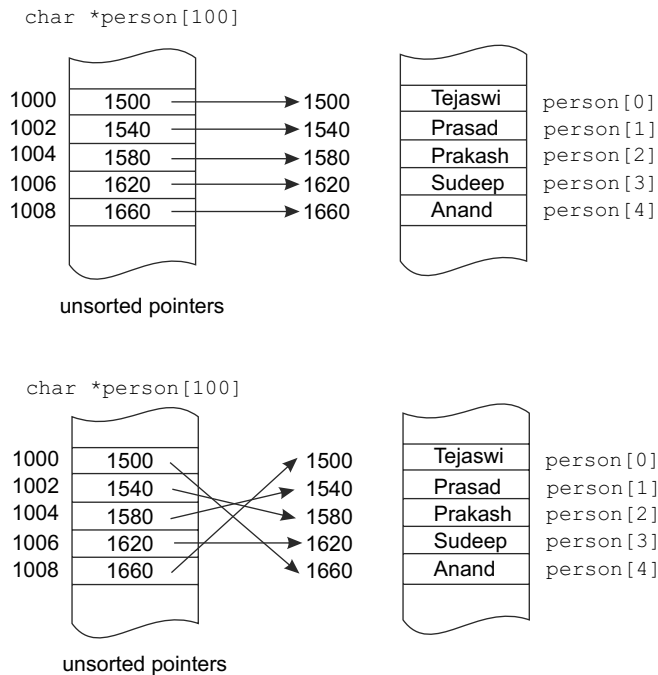 char *person[100]
1000 1500 1500 Tejaswi person[0]
1002 1540 1540 Prasad person[1]
1004 1580 1580 Prakash person[2]
1006 1620 1620 Sudeep person[3]
1008 1660 1660 Anand person[4]
unsorted pointers
char *person[100]
1000 1500 1500 Tejaswi person[0]
1002 1540 1540 Prasad person[1]
1004 1580 1580 Prakash person[2]
1006 1620 1620 Sudeep person[3]
1008 1660 1660 Anand person[4]
unsorted pointers